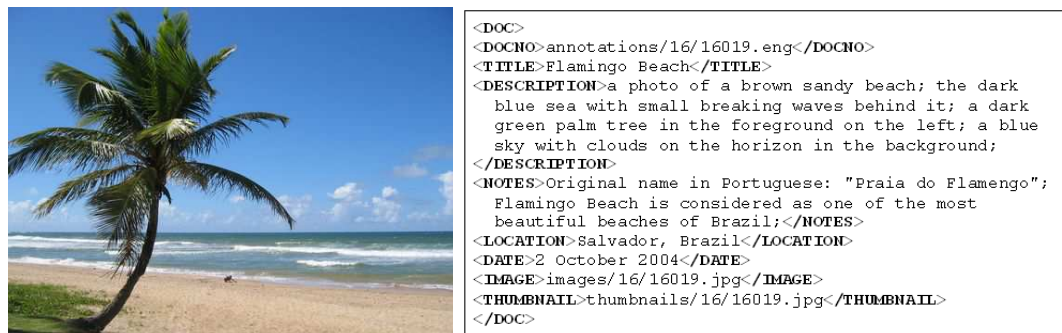 <DOC>
<DOCNO>annotations/16/16019.eng</DOCNO>
<TITLE>Flamingo Beach</TITLE>
<DESCRIPTION>a photo of a brown sandy beach; the dark
blue sea with small breaking waves behind it; a dark
green palm tree in the foreground on the left; a blue
sky with clouds on the horizon in the background;
</DESCRIPTION>
<NOTES>Original name in Portuguese: "Praia do Flamengo";
Flamingo Beach is considered as one of the most
beautiful beaches of Brazil;</NOTES>
<LOCATION>Salvador, Brazil</LOCATION>
<DATE>2 October 2004</DATE>
<IMAGE>images/16/16019.jpg</IMAGE>
<THUMBNAIL>thumbnails/16/16019.jpg</THUMBNAIL>
</DOC>